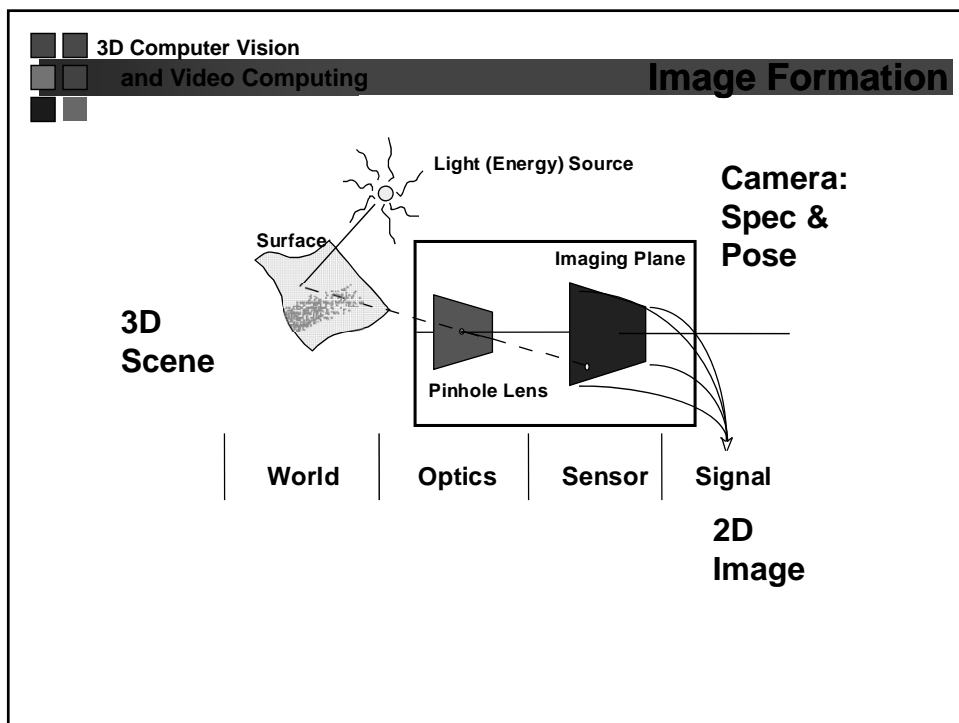 3D Computer Vision
and Video Computing
Image Formation
Light (Energy) Source
Surface
Imaging Plane
Camera:
Spec &
Pose
3D
Scene
Pinhole Lens
World
Optics
Sensor
Signal
2D
Image